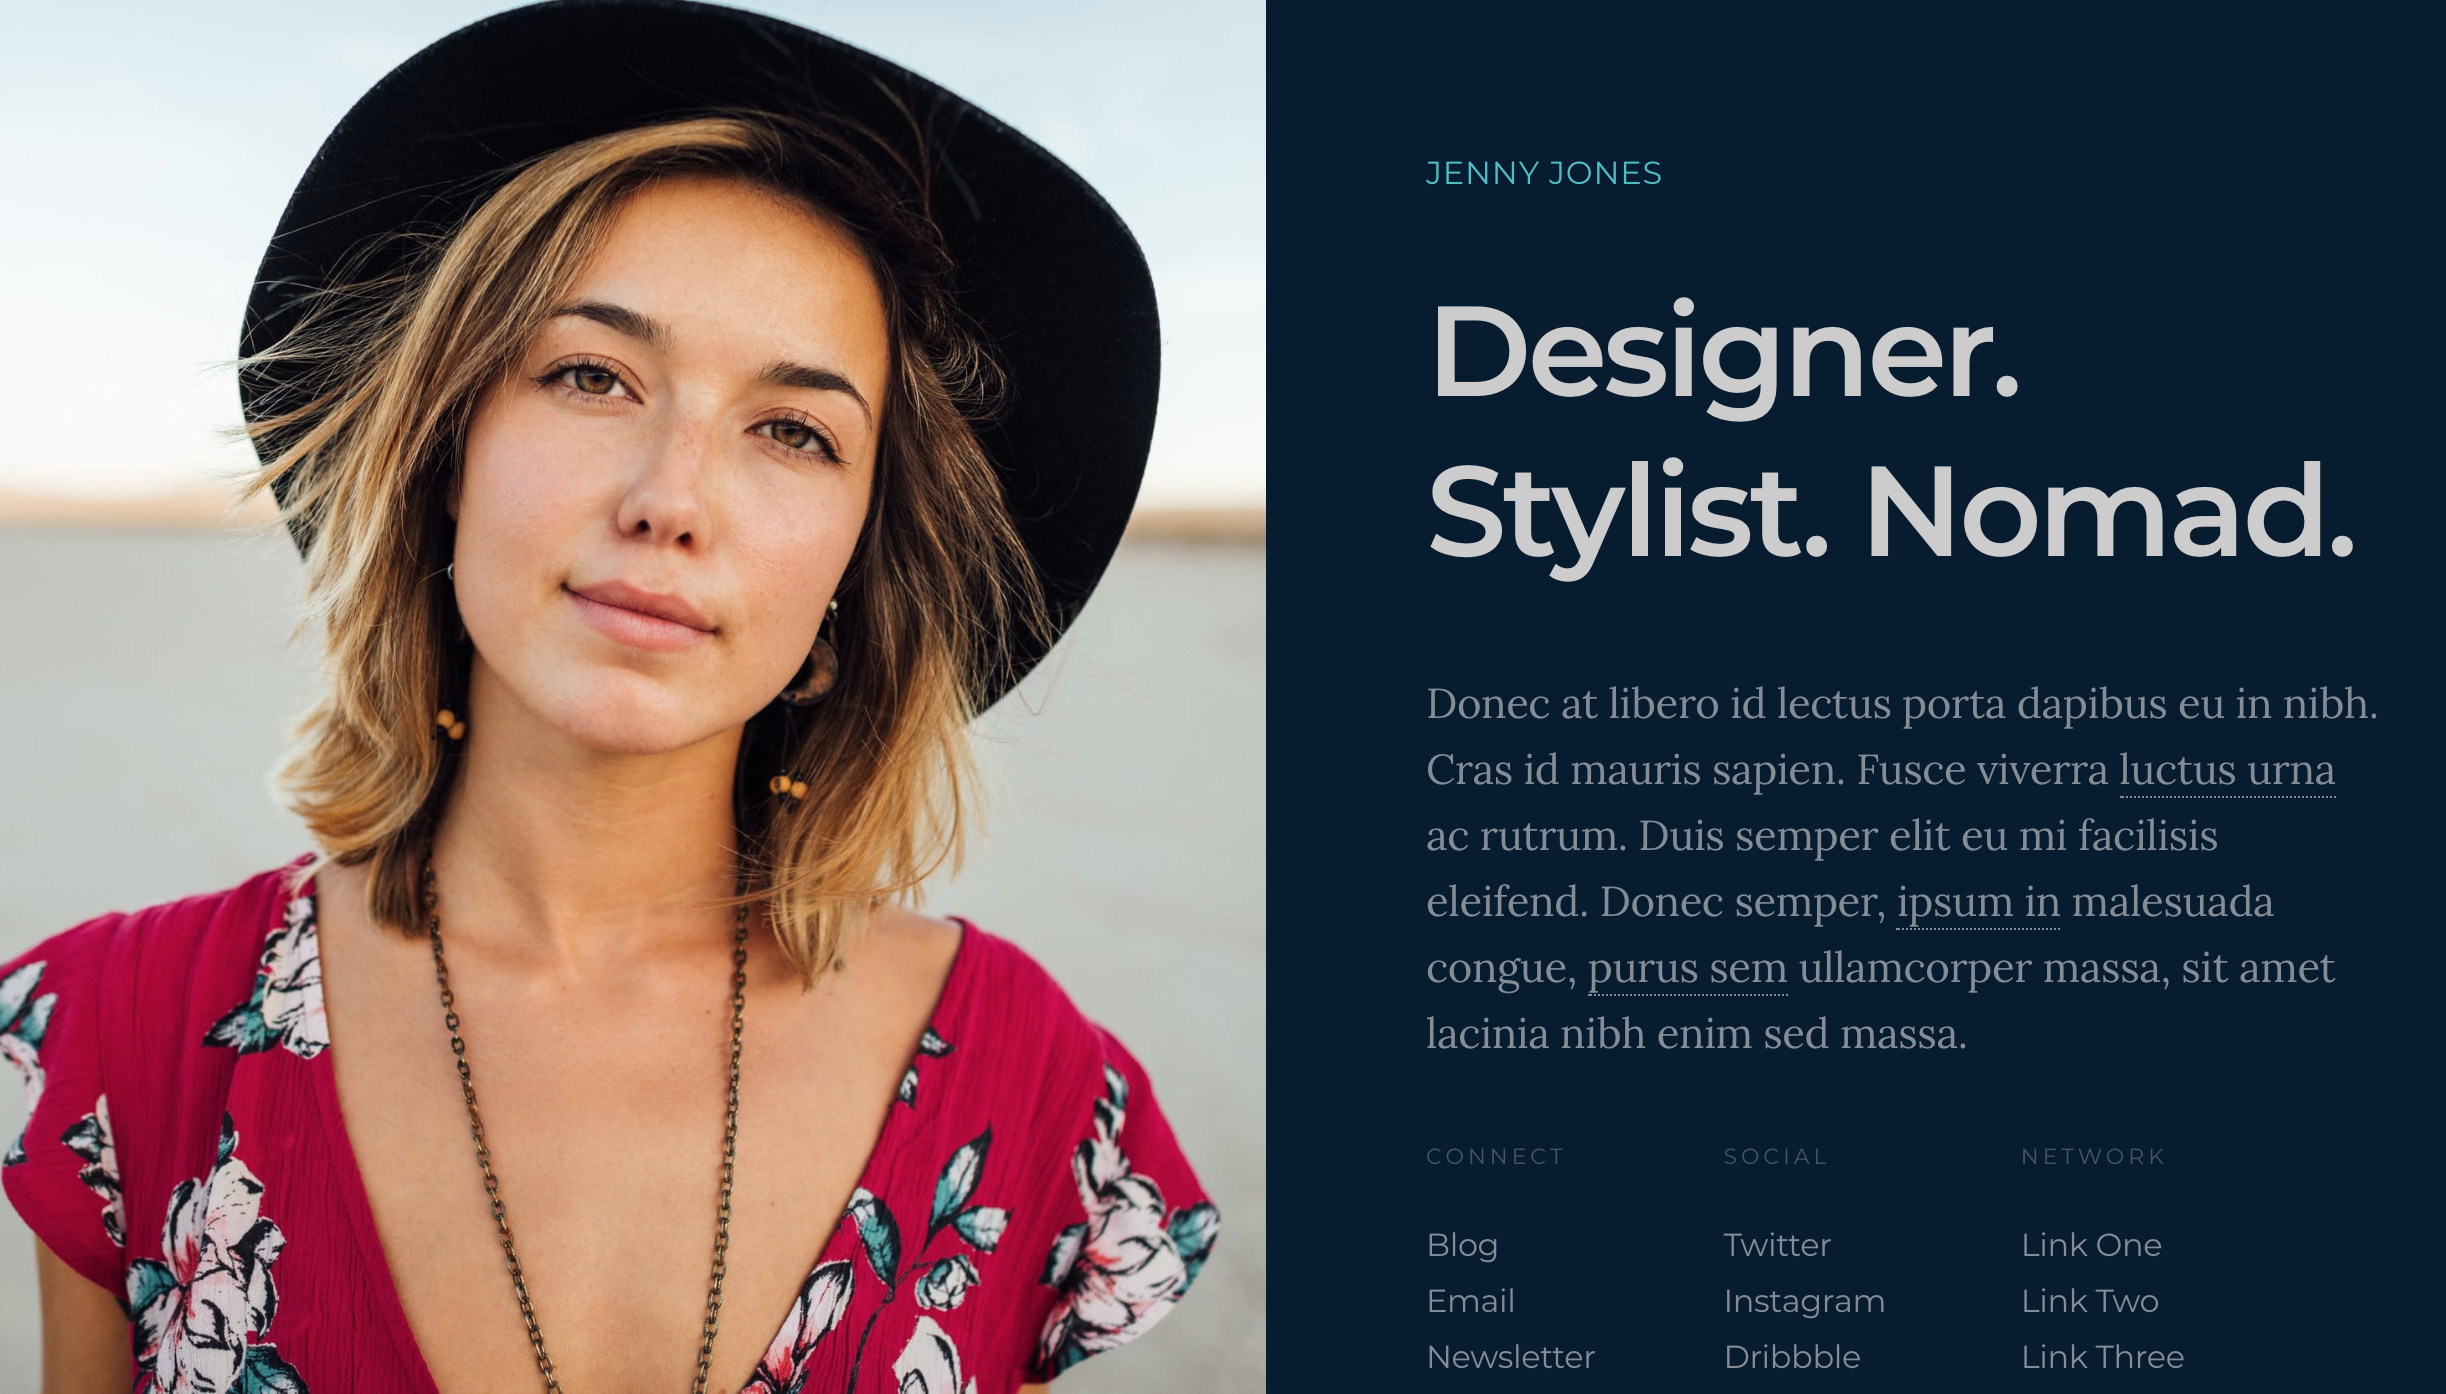 JENNY JONES
Designer.
Stylist. Nomad.
Donec at libero id lectus porta dapibus eu in nibh.
Cras id mauris sapien. Fusce viverra luctus urna
ac rutrum. Duis semper elit eu mi facilisis
eleifend. Donec semper, ipsum in malesuada
congue, purus sem ullamcorper massa, sit amet
lacinia nibh enim sed massa.
CONNECT
Blog
Email
Newsletter
SOCIAL
Twitter
Instagram
Dribbble
NETWORK
Link One
Link Two
Link Three